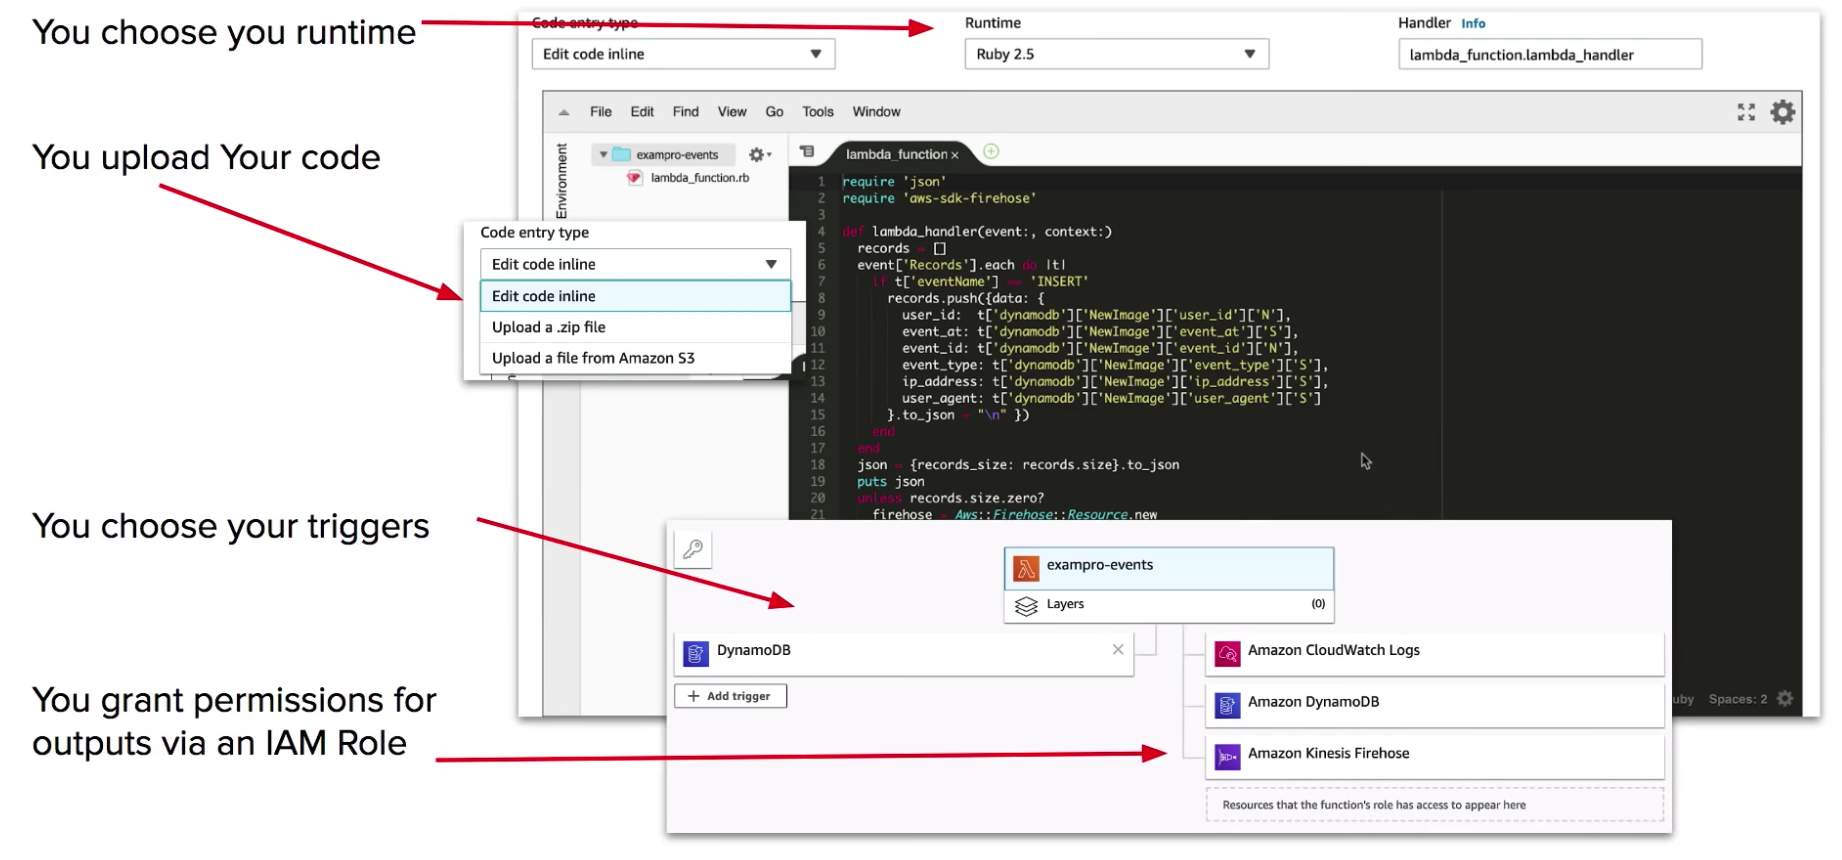 You choose you runtime
Code entry type
Runtime
Handler Info
Edit code inline
Ruby 2.5
lambda_function.lambda_handler
File Edit Find View Go Tools Window
You upload Your code
Environment
exampro-events
lambda_function.rb
lambda_function ×
1 require 'json'
2 require 'aws-sdk-firehose'
3
4 def lambda_handler(event:, context:)
5 records = []
6 event['Records'].each do |t|
7 if t['eventName'] == 'INSERT'
8 records.push({data: {
9 user_id: t['dynamodb']['NewImage']['user_id']['N'],
10 event_at: t['dynamodb']['NewImage']['event_at']['S'],
11 event_id: t['dynamodb']['NewImage']['event_id']['N'],
12 event_type: t['dynamodb']['NewImage']['event_type']['S'],
13 ip_address: t['dynamodb']['NewImage']['ip_address']['S'],
14 user_agent: t['dynamodb']['NewImage']['user_agent']['S']
15 }.to_json + "\n" })
16 end
17 end
18 json = {records_size: records.size}.to_json
19 puts json
20 unless records.size.zero?
21 firehose = Aws::Firehose::Resource.new
Code entry type
Edit code inline
Edit code inline
Upload a .zip file
Upload a file from Amazon S3
You choose your triggers
exampro-events
Layers (0)
DynamoDB ×
+ Add trigger
Amazon CloudWatch Logs
Amazon DynamoDB
Amazon Kinesis Firehose
Resources that the function's role has access to appear here
uby Spaces: 2
You grant permissions for
outputs via an IAM Role